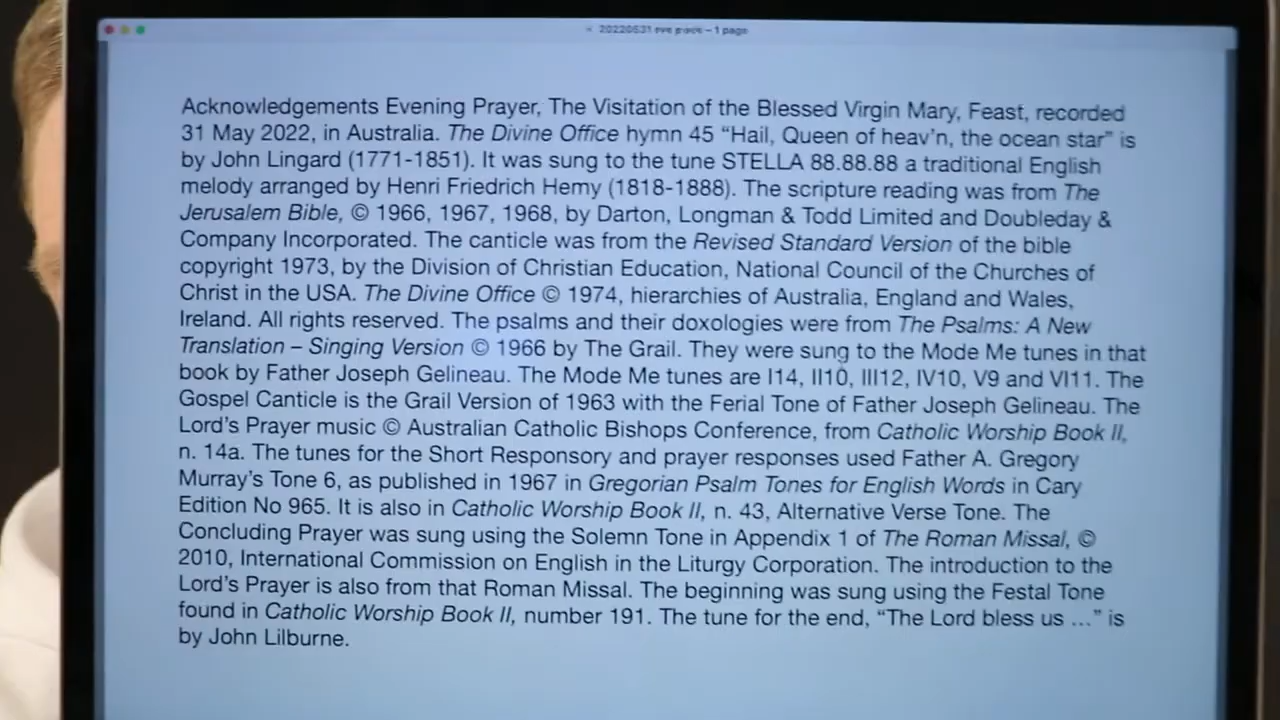 20220531 eve – 1 page
Acknowledgements Evening Prayer, The Visitation of the Blessed Virgin Mary, Feast, recorded
31 May 2022, in Australia. The Divine Office hymn 45 “Hail, Queen of heav’n, the ocean star” is
by John Lingard (1771-1851). It was sung to the tune STELLA 88.88.88 a traditional English
melody arranged by Henri Friedrich Hemy (1818-1888). The scripture reading was from The
Jerusalem Bible, © 1966, 1967, 1968, by Darton, Longman & Todd Limited and Doubleday &
Company Incorporated. The canticle was from the Revised Standard Version of the bible
copyright 1973, by the Division of Christian Education, National Council of the Churches of
Christ in the USA. The Divine Office © 1974, hierarchies of Australia, England and Wales,
Ireland. All rights reserved. The psalms and their doxologies were from The Psalms: A New
Translation – Singing Version © 1966 by The Grail. They were sung to the Mode Me tunes in that
book by Father Joseph Gelineau. The Mode Me tunes are I14, II10, III12, IV10, V9 and VI11. The
Gospel Canticle is the Grail Version of 1963 with the Ferial Tone of Father Joseph Gelineau. The
Lord’s Prayer music © Australian Catholic Bishops Conference, from Catholic Worship Book II,
n. 14a. The tunes for the Short Responsory and prayer responses used Father A. Gregory
Murray’s Tone 6, as published in 1967 in Gregorian Psalm Tones for English Words in Cary
Edition No 965. It is also in Catholic Worship Book II, n. 43, Alternative Verse Tone. The
Concluding Prayer was sung using the Solemn Tone in Appendix 1 of The Roman Missal, ©
2010, International Commission on English in the Liturgy Corporation. The introduction to the
Lord’s Prayer is also from that Roman Missal. The beginning was sung using the Festal Tone
found in Catholic Worship Book II, number 191. The tune for the end, “The Lord bless us ...” is
by John Lilburne.